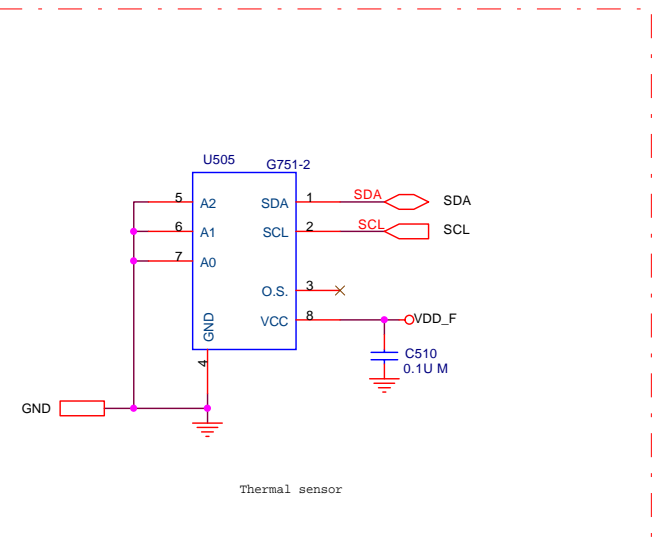 U505
G751-2
5 A2 SDA 1 SDA SDA
6 A1 SCL 2 SCL SCL
7 A0
O.S. 3
VCC 8 VDD_F
GND
4
C510
0.1U M
GND
Thermal sensor